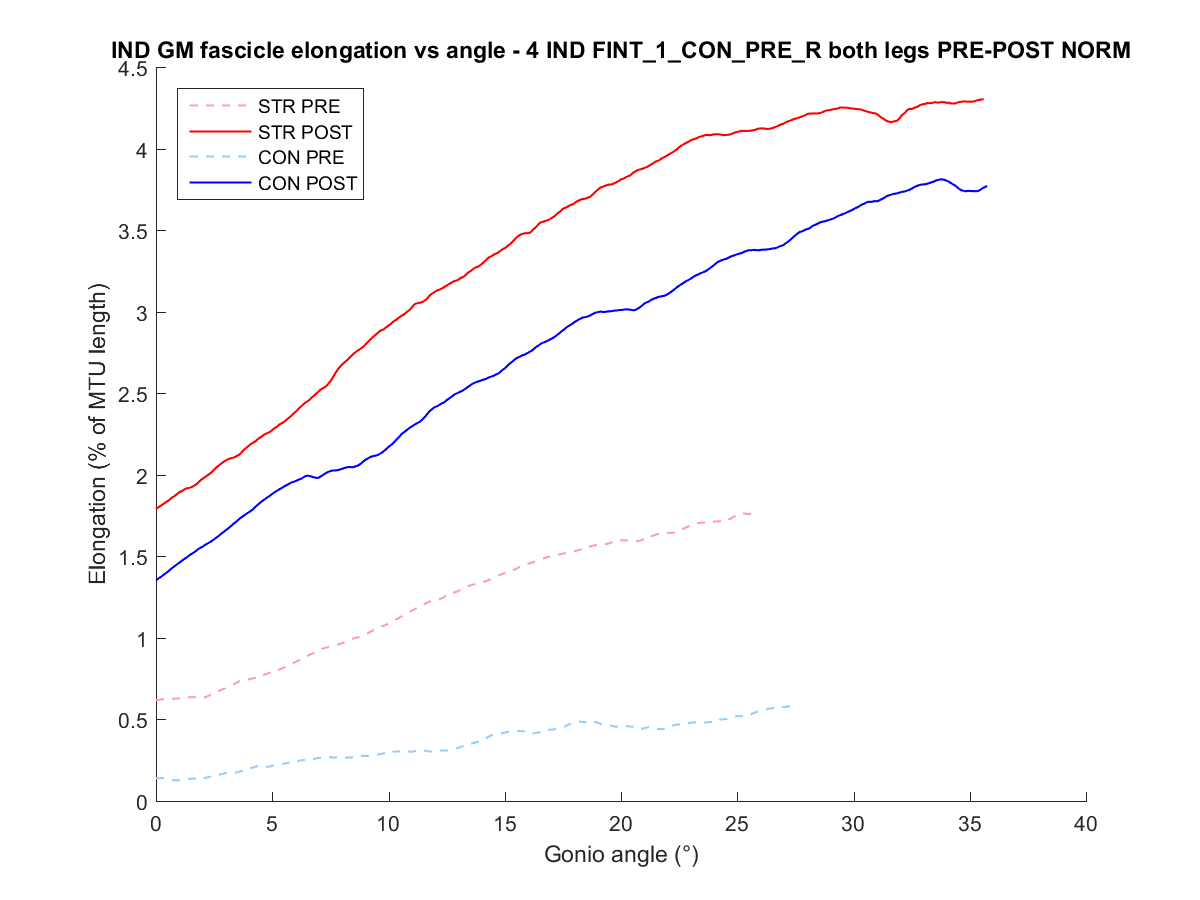 IND GM fascicle elongation vs angle - 4 IND FINT_1_CON_PRE_R both legs PRE-POST NORM
4.5
4
3.5
3
2.5
2
1.5
1
0.5
0
Elongation (% of MTU length)
STR PRE
STR POST
CON PRE
CON POST
0 5 10 15 20 25 30 35 40
Gonio angle (°)